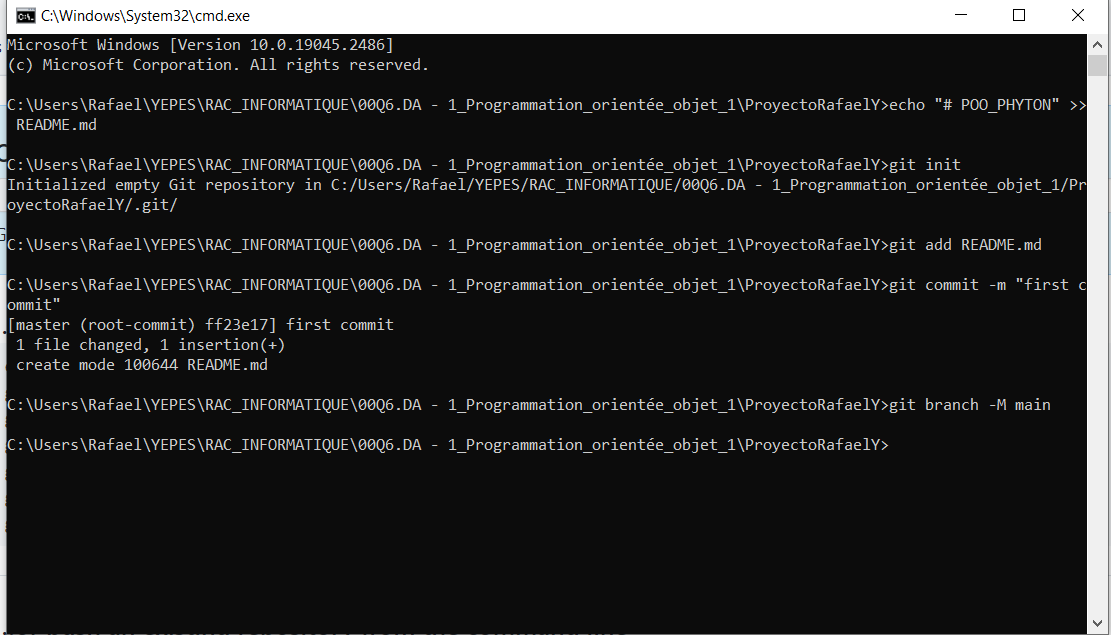 C:\Windows\System32\cmd.exe
Microsoft Windows [Version 10.0.19045.2486]
(c) Microsoft Corporation. All rights reserved.
C:\Users\Rafael\YEPES\RAC_INFORMATIQUE\00Q6.DA - 1_Programmation_orientée_objet_1\ProyectoRafaelY>echo "# POO_PHYTON" >>
README.md
C:\Users\Rafael\YEPES\RAC_INFORMATIQUE\00Q6.DA - 1_Programmation_orientée_objet_1\ProyectoRafaelY>git init
Initialized empty Git repository in C:/Users/Rafael/YEPES/RAC_INFORMATIQUE/00Q6.DA - 1_Programmation_orientée_objet_1/Pr
oyectoRafaelY/.git/
C:\Users\Rafael\YEPES\RAC_INFORMATIQUE\00Q6.DA - 1_Programmation_orientée_objet_1\ProyectoRafaelY>git add README.md
C:\Users\Rafael\YEPES\RAC_INFORMATIQUE\00Q6.DA - 1_Programmation_orientée_objet_1\ProyectoRafaelY>git commit -m "first c
ommit"
[master (root-commit) ff23e17] first commit
 1 file changed, 1 insertion(+)
 create mode 100644 README.md
C:\Users\Rafael\YEPES\RAC_INFORMATIQUE\00Q6.DA - 1_Programmation_orientée_objet_1\ProyectoRafaelY>git branch -M main
C:\Users\Rafael\YEPES\RAC_INFORMATIQUE\00Q6.DA - 1_Programmation_orientée_objet_1\ProyectoRafaelY>